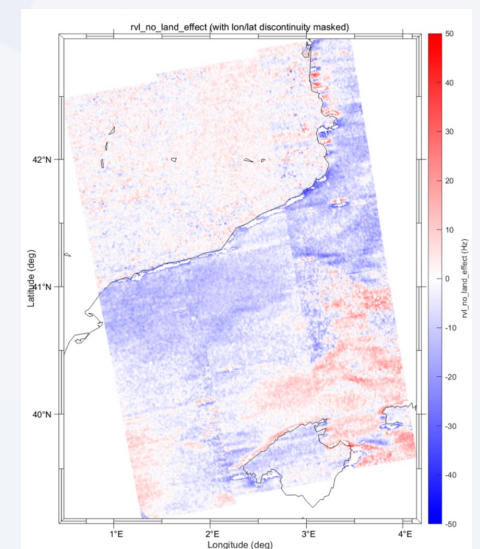 rvl_no_land_effect (with lon/lat discontinuity masked)
50
40
30
20
10
0
-10
-20
-30
-40
-50
rvl_no_land_effect (Hz)
42°N
41°N
40°N
Latitude (deg)
1°E 2°E 3°E 4°E
Longitude (deg)